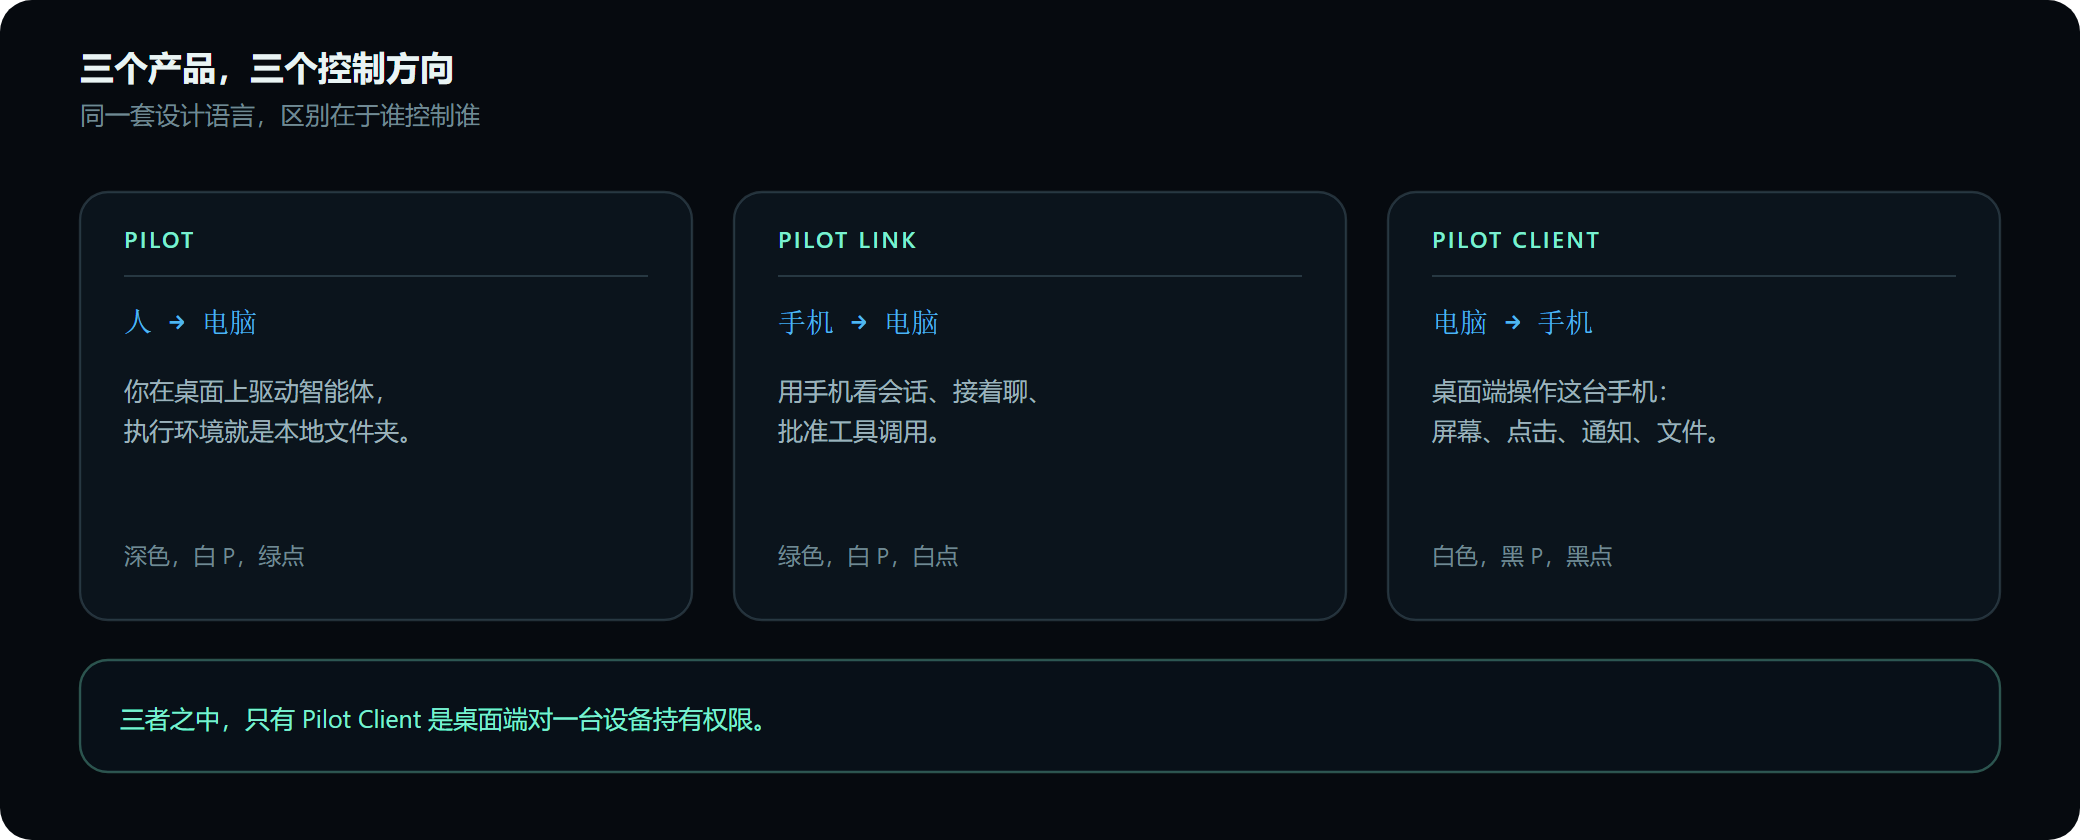 三个产品，三个控制方向
同一套设计语言，区别在于谁控制谁
PILOT
人 → 电脑
你在桌面上驱动智能体，
执行环境就是本地文件夹。
深色，白 P，绿点
PILOT LINK
手机 → 电脑
用手机看会话、接着聊、
批准工具调用。
绿色，白 P，白点
PILOT CLIENT
电脑 → 手机
桌面端操作这台手机：
屏幕、点击、通知、文件。
白色，黑 P，黑点
三者之中，只有 Pilot Client 是桌面端对一台设备持有权限。